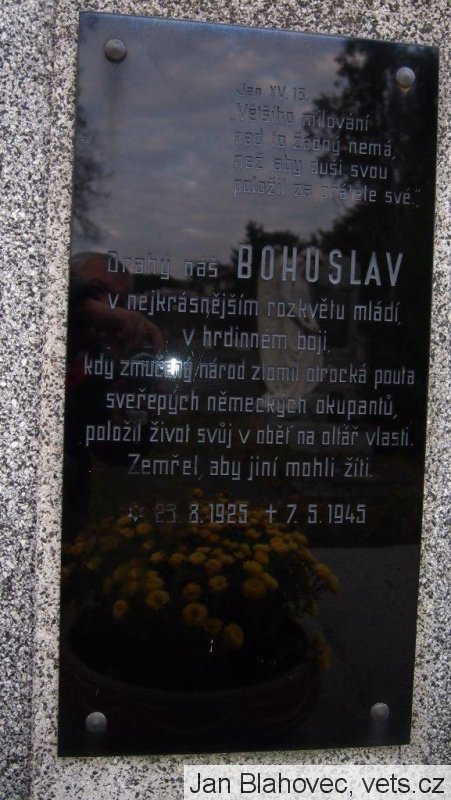 Jan XV. 13.
„Většího milování
nad to žádný nemá,
než aby duši svou
položil za přátele své.„
Drahý náš BOHUSLAV
v nejkrásnějším rozkvětu mládí,
v hrdinném boji,
kdy zmučený národ zlomil otrocká pouta
sveřepých německých okupantů,
položil život svůj v oběť na oltář vlasti.
Zemřel, aby jiní mohli žíti.
✡ 23. 8. 1925 + 7. 5. 1945
Jan Blahovec, vets.cz